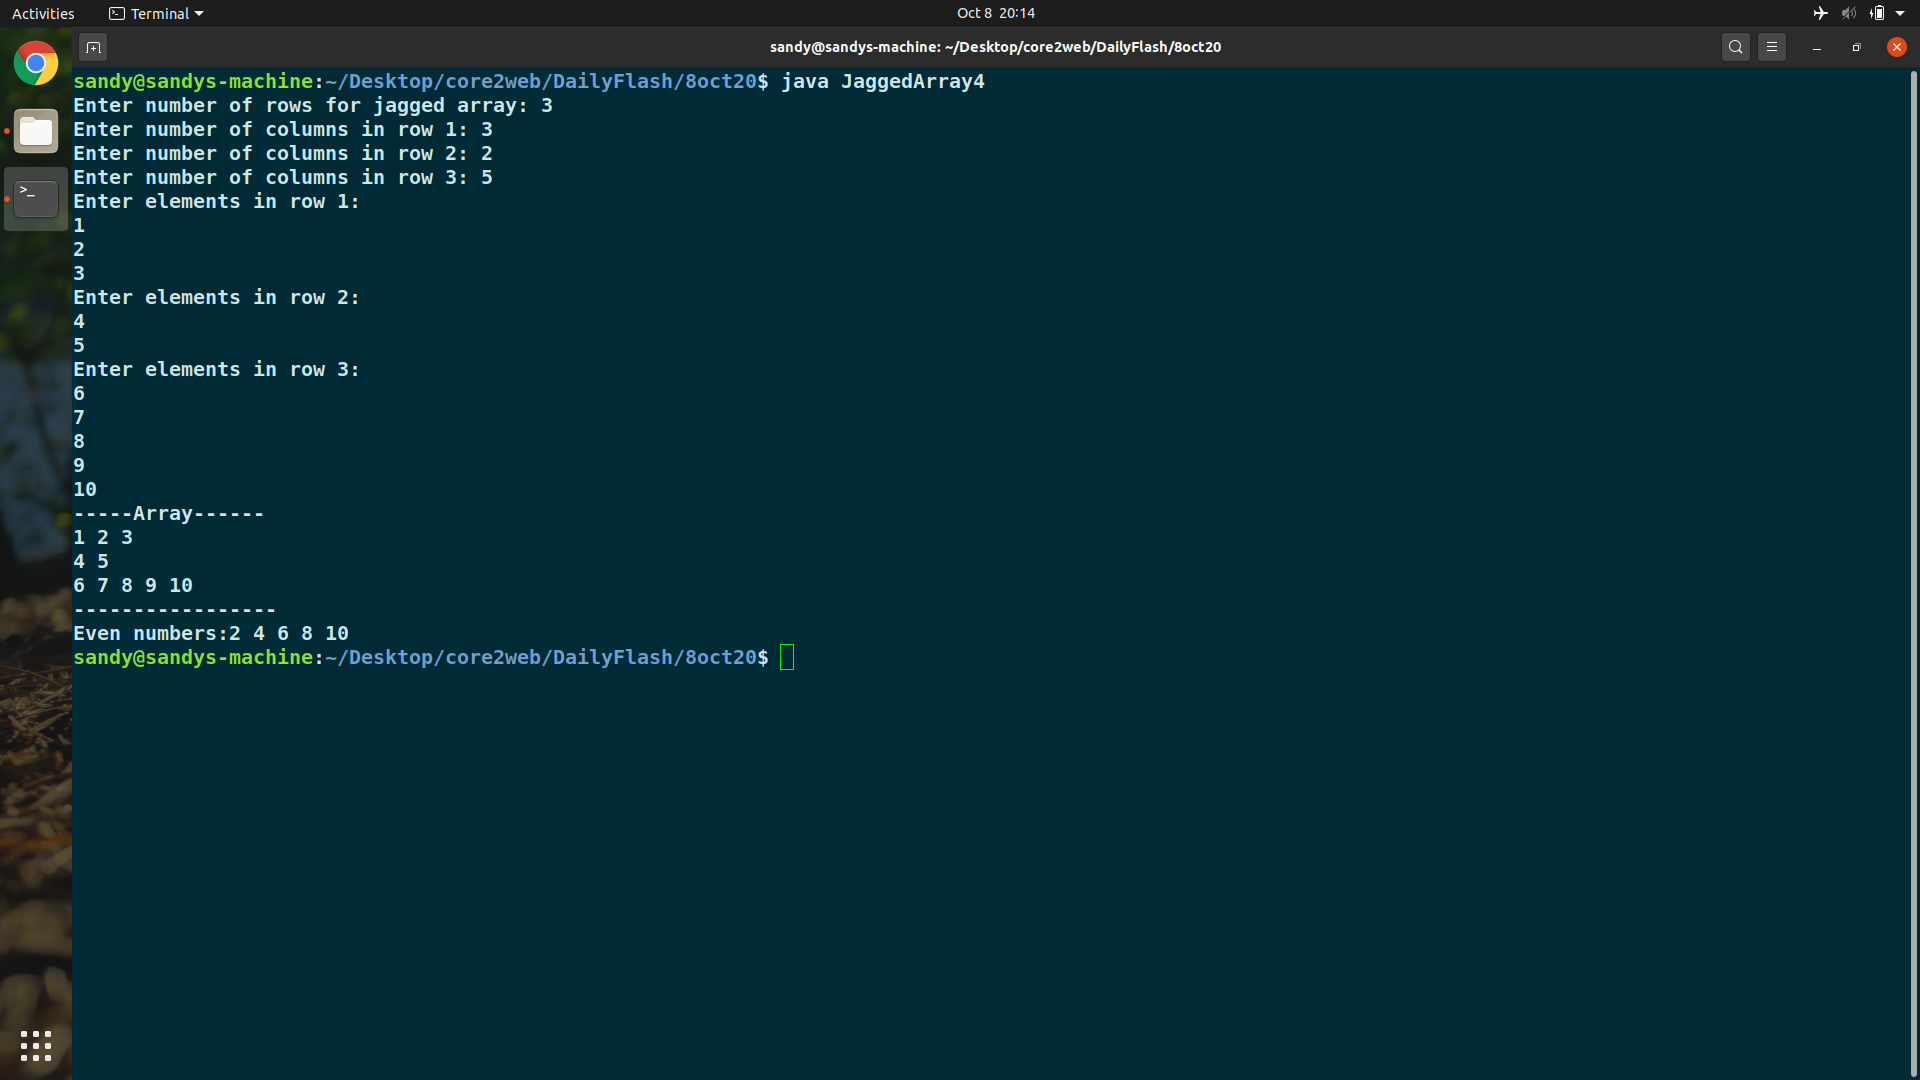 Activities
Terminal
Oct 8 20:14
sandy@sandys-machine: ~/Desktop/core2web/DailyFlash/8oct20
sandy@sandys-machine:~/Desktop/core2web/DailyFlash/8oct20$ java JaggedArray4
Enter number of rows for jagged array: 3
Enter number of columns in row 1: 3
Enter number of columns in row 2: 2
Enter number of columns in row 3: 5
Enter elements in row 1:
1
2
3
Enter elements in row 2:
4
5
Enter elements in row 3:
6
7
8
9
10
-----Array------
1 2 3
4 5
6 7 8 9 10
-----------------
Even numbers:2 4 6 8 10
sandy@sandys-machine:~/Desktop/core2web/DailyFlash/8oct20$